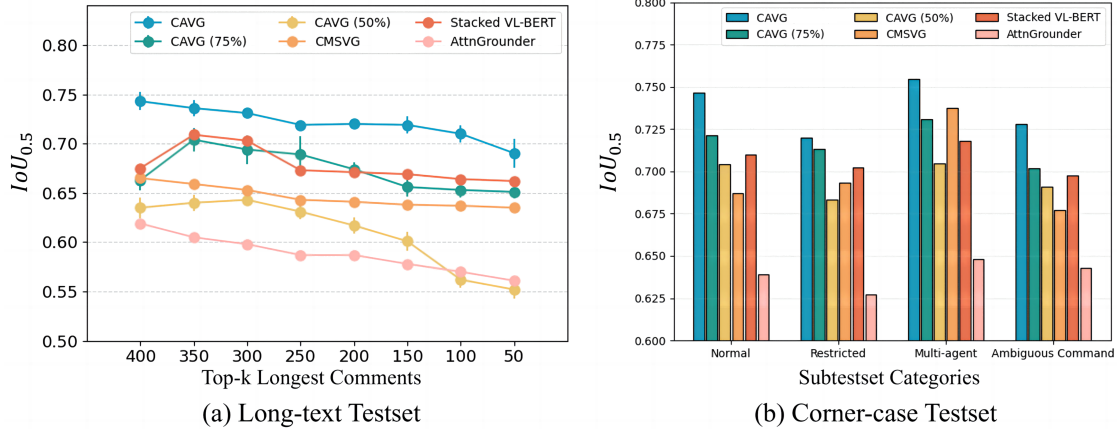 CAVG
CAVG (75%)
CAVG (50%)
CMSVG
Stacked VL-BERT
AttnGrounder
0.80
0.75
0.70
0.65
0.60
0.55
0.50
IoU0.5
400 350 300 250 200 150 100 50
Top-k Longest Comments
(a) Long-text Testset
CAVG
CAVG (75%)
CAVG (50%)
CMSVG
Stacked VL-BERT
AttnGrounder
0.800
0.775
0.750
0.725
0.700
0.675
0.650
0.625
0.600
IoU0.5
Normal Restricted Multi-agent Ambiguous Command
Subtestset Categories
(b) Corner-case Testset